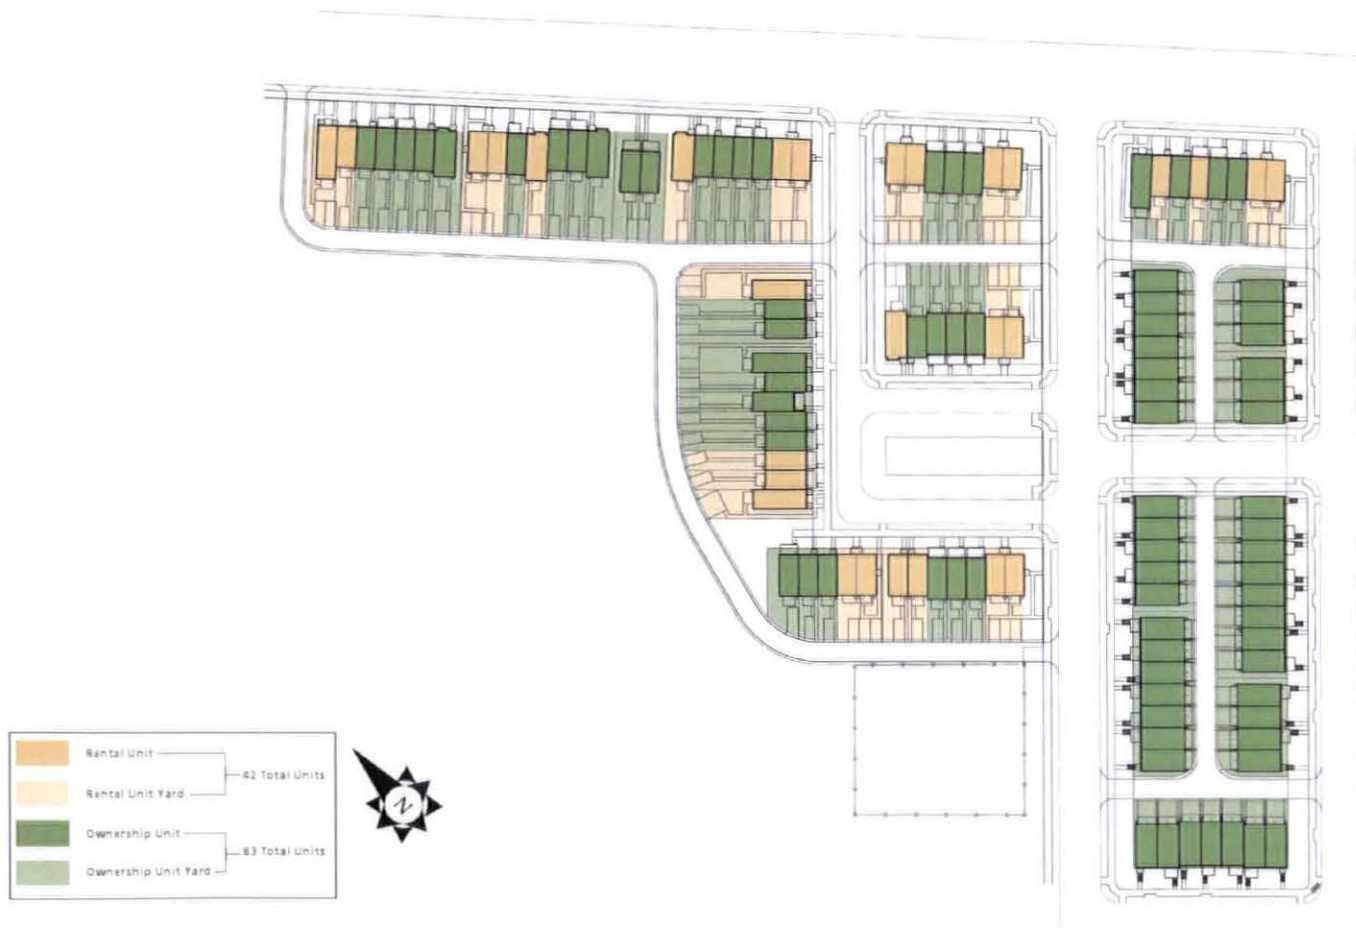 Rental Unit
42 Total Units
Rental Unit Yard
Ownership Unit
83 Total Units
Ownership Unit Yard
N